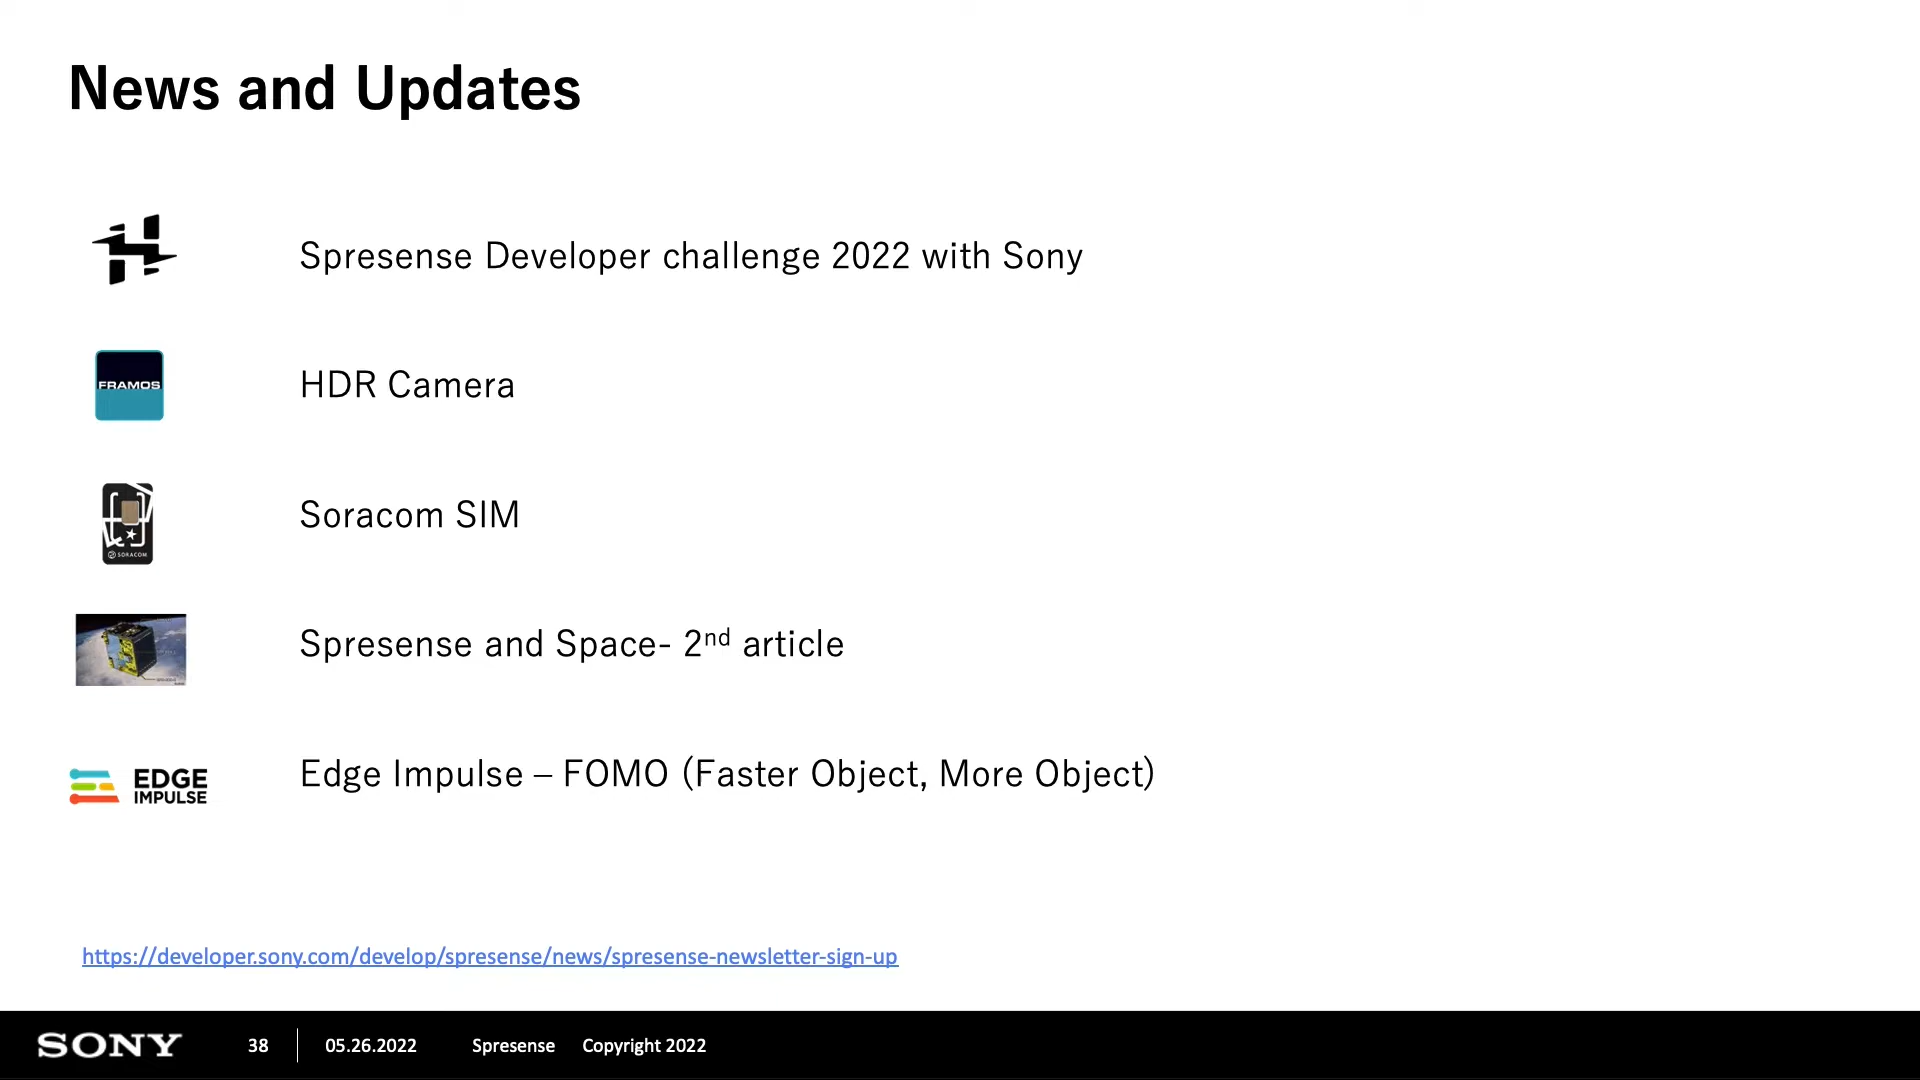 News and Updates
Spresense Developer challenge 2022 with Sony
FRAMOS
HDR Camera
SORACOM
Soracom SIM
Spresense and Space- 2nd article
EDGE
IMPULSE
Edge Impulse – FOMO (Faster Object, More Object)
https://developer.sony.com/develop/spresense/news/spresense-newsletter-sign-up
SONY 38 05.26.2022 Spresense Copyright 2022